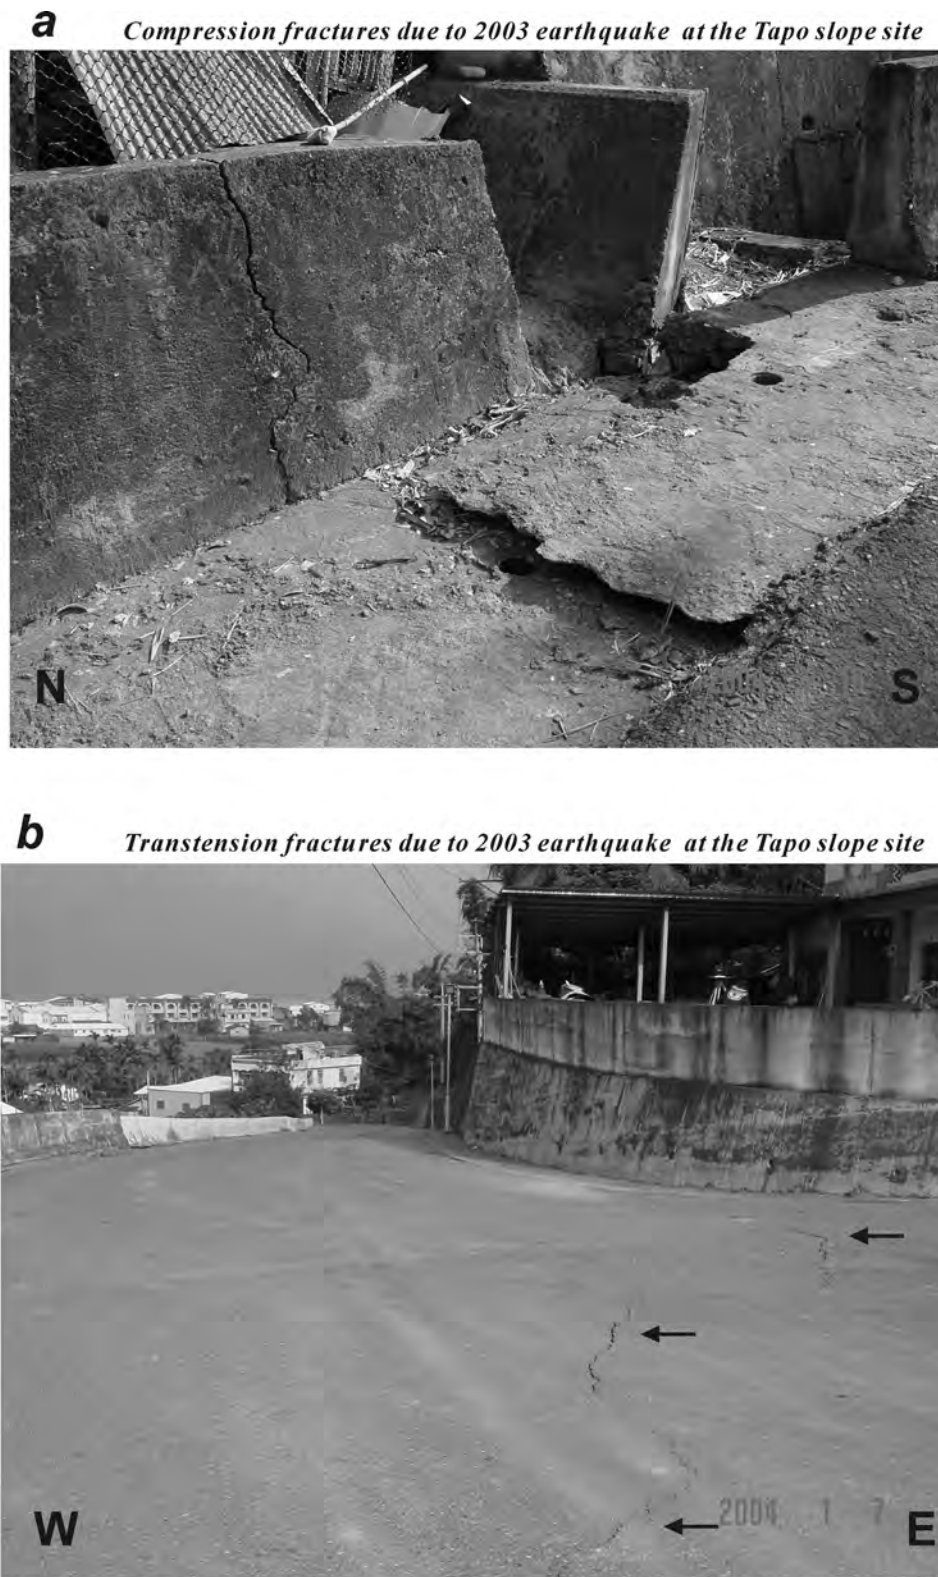 a
Compression fractures due to 2003 earthquake at the Tapo slope site
N
S
b
Transtension fractures due to 2003 earthquake at the Tapo slope site
2004 1 7
W
E